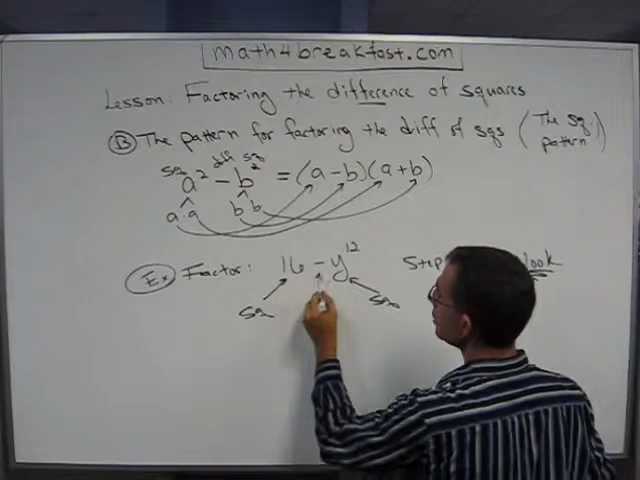 math4breakfast.com
Lesson: Factoring the difference of squares
B The pattern for factoring the diff of sqs (The sq. pattern)
sq diff sq
a² - b² = (a - b)(a + b)
a·a b·b
Ex Factor: 16 - y¹² Step look
sq sq